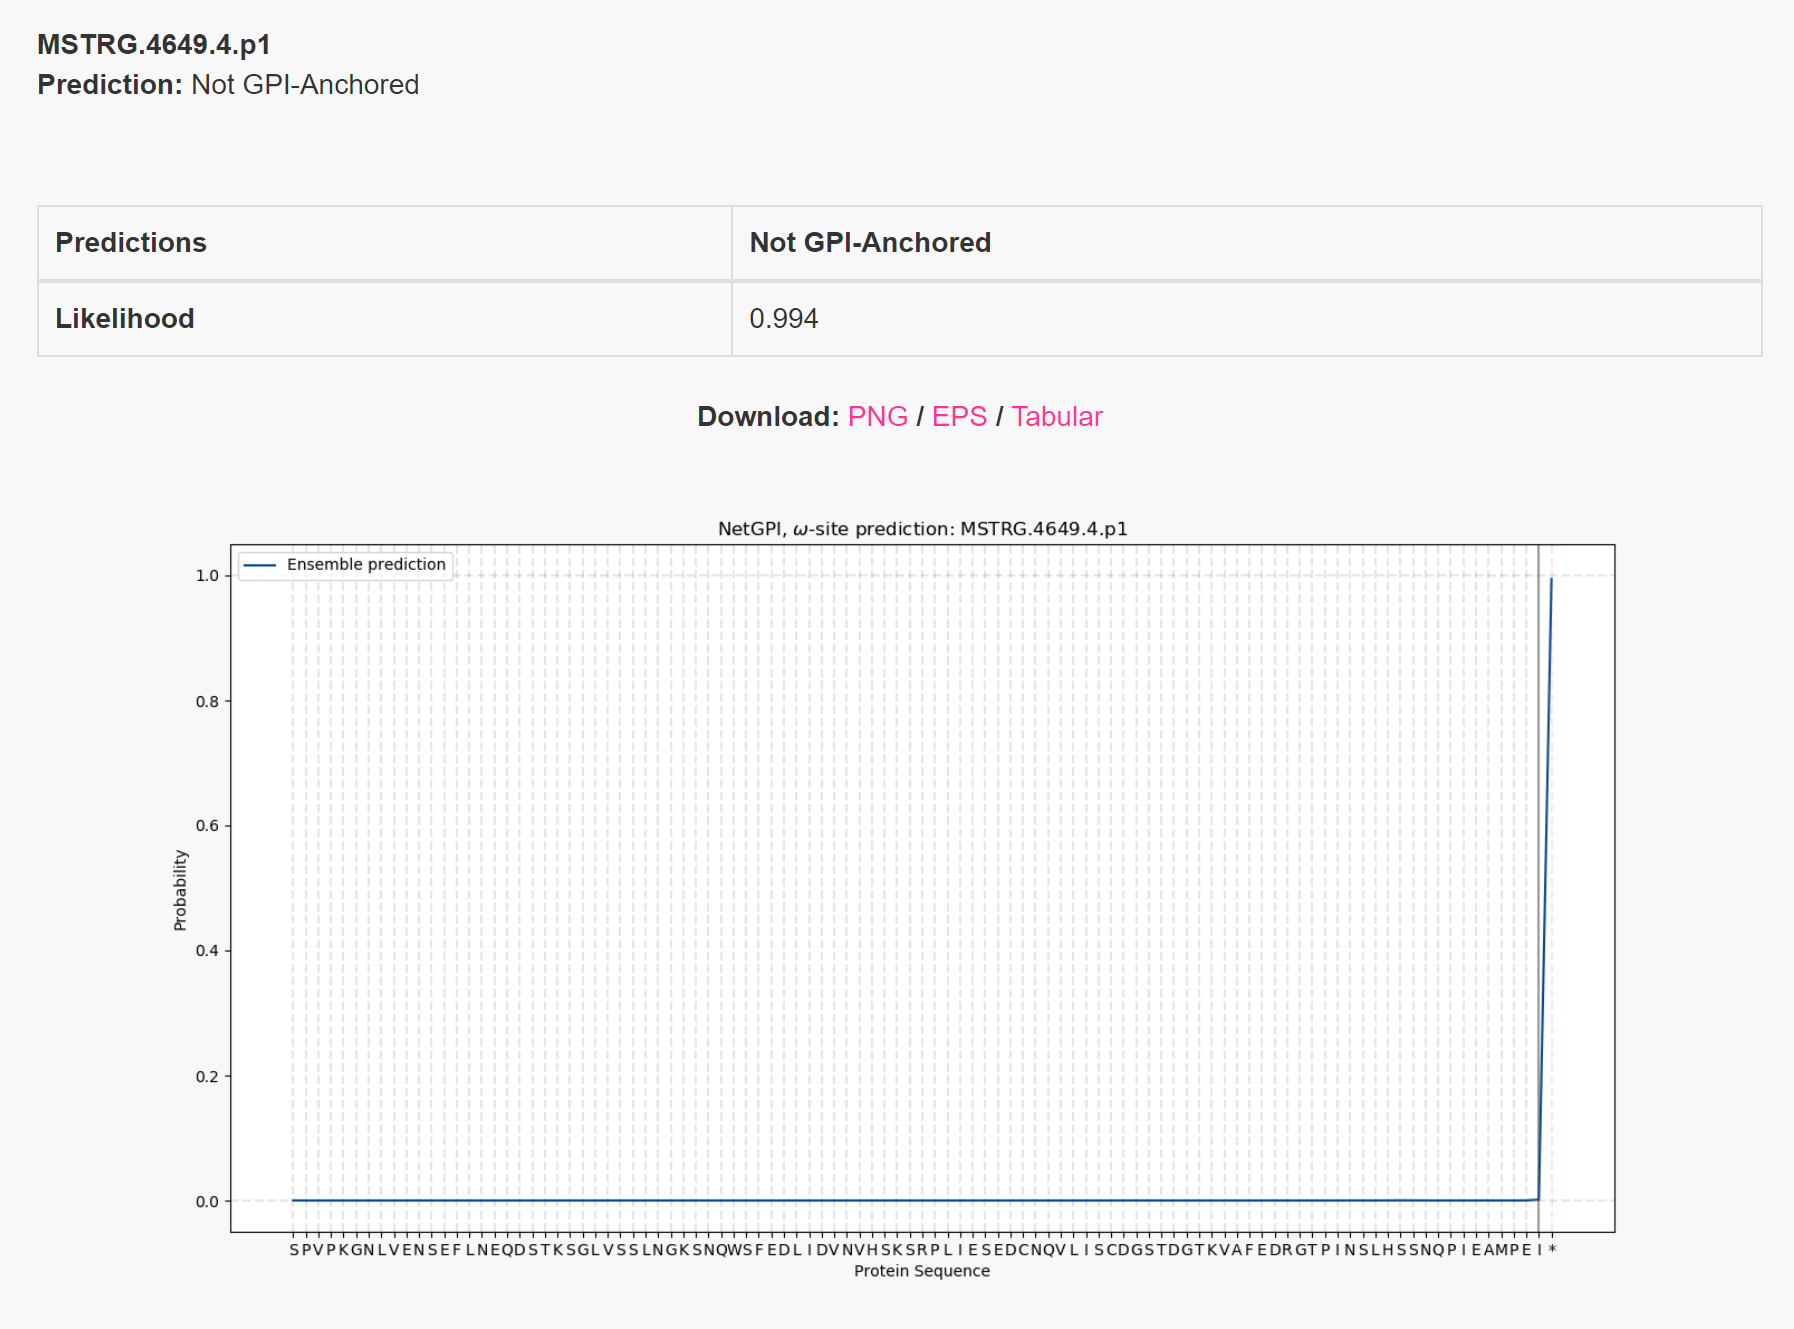 MSTRG.4649.4.p1
Prediction: Not GPI-Anchored
Predictions Not GPI-Anchored
Likelihood 0.994
Download: PNG / EPS / Tabular
NetGPI, ω-site prediction: MSTRG.4649.4.p1
Ensemble prediction
1.0
0.8
0.6
0.4
0.2
0.0
Probability
S P V P K G N L V E N S E F L N E Q D S T K S G L V S S L N G K S N Q W S F E D L I D V N V H S K S R P L I E S E D C N Q V L I S C D G S T D G T K V A F E D R G T P I N S L H S S N Q P I E A M P E I *
Protein Sequence